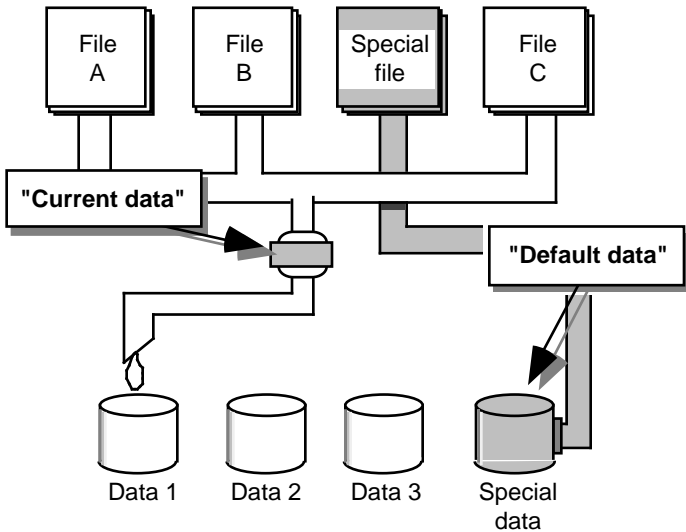 File
A
File
B
Special
file
File
C
"Current data"
"Default data"
Data 1
Data 2
Data 3
Special
data